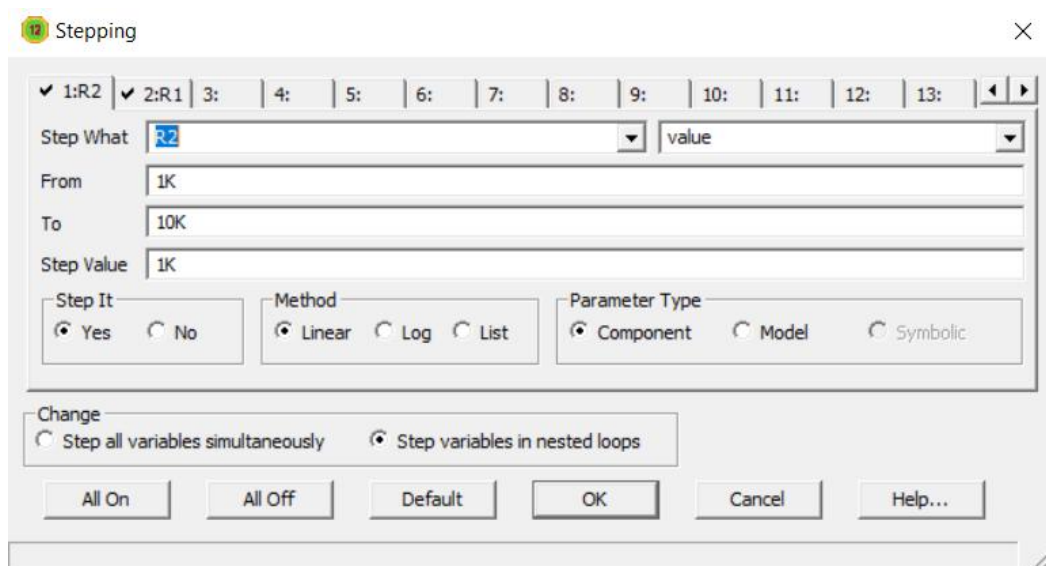 12 Stepping
1:R2 2:R1 3: 4: 5: 6: 7: 8: 9: 10: 11: 12: 13:
Step What R2 value
From 1K
To 10K
Step Value 1K
Step It Method Parameter Type
Yes No Linear Log List Component Model Symbolic
Change
Step all variables simultaneously Step variables in nested loops
All On All Off Default OK Cancel Help...